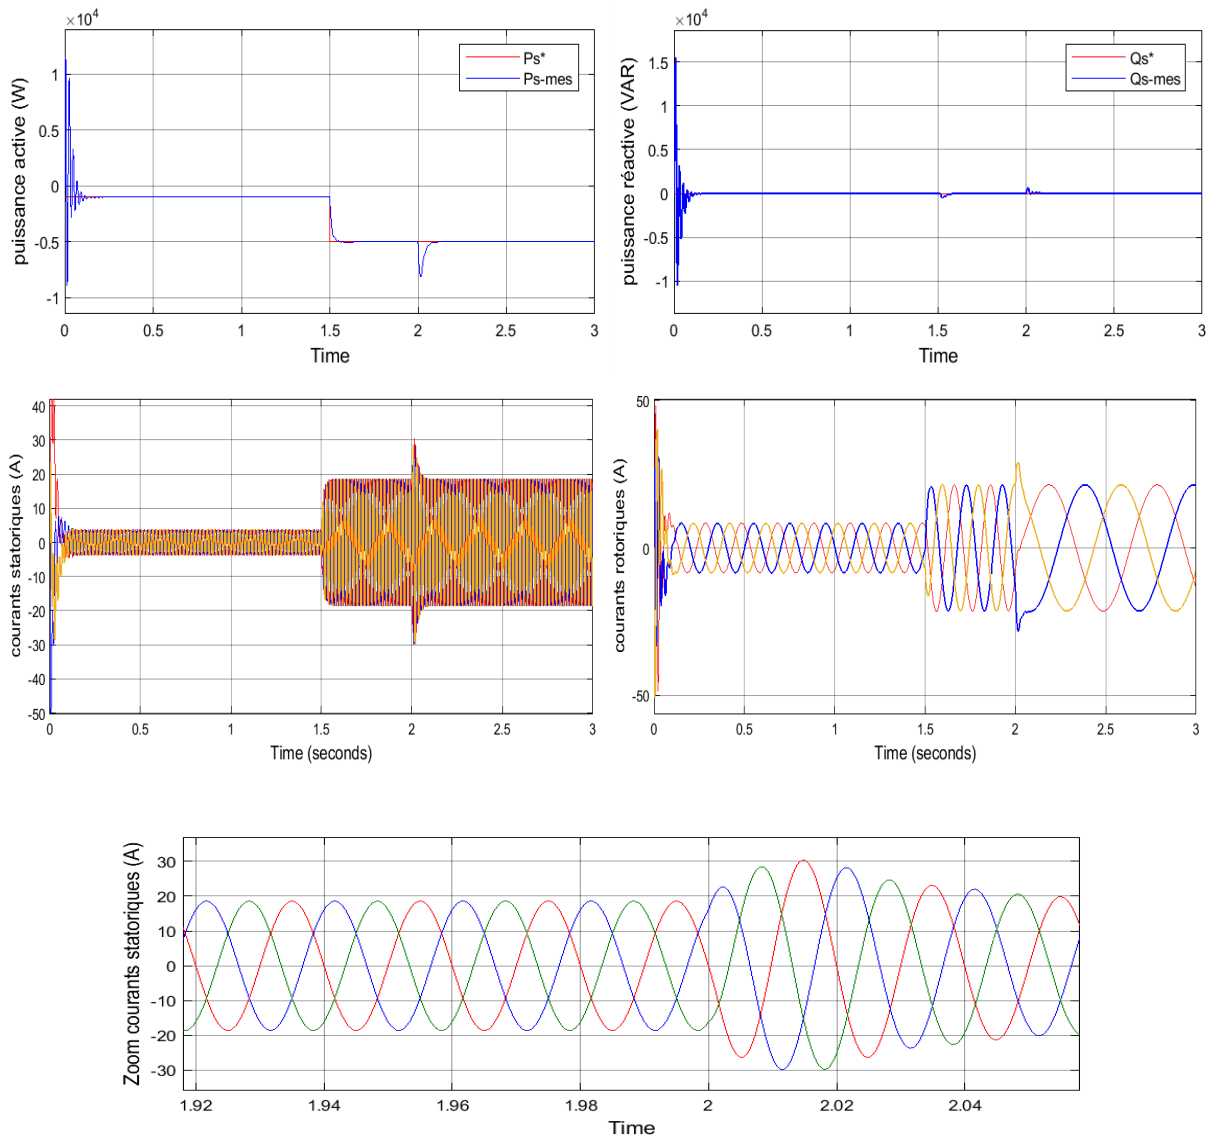 ×10⁴
puissance active (W)
1
0.5
0
-0.5
-1
Ps*
Ps-mes
0 0.5 1 1.5 2 2.5 3
Time
×10⁴
puissance réactive (VAR)
1.5
1
0.5
0
-0.5
-1
Qs*
Qs-mes
0 0.5 1 1.5 2 2.5 3
Time
courants statoriques (A)
40
30
20
10
0
-10
-20
-30
-40
-50
0 0.5 1 1.5 2 2.5 3
Time (seconds)
courants rotoriques (A)
50
0
-50
0 0.5 1 1.5 2 2.5 3
Time (seconds)
Zoom courants statoriques (A)
30
20
10
0
-10
-20
-30
1.92 1.94 1.96 1.98 2 2.02 2.04
Time